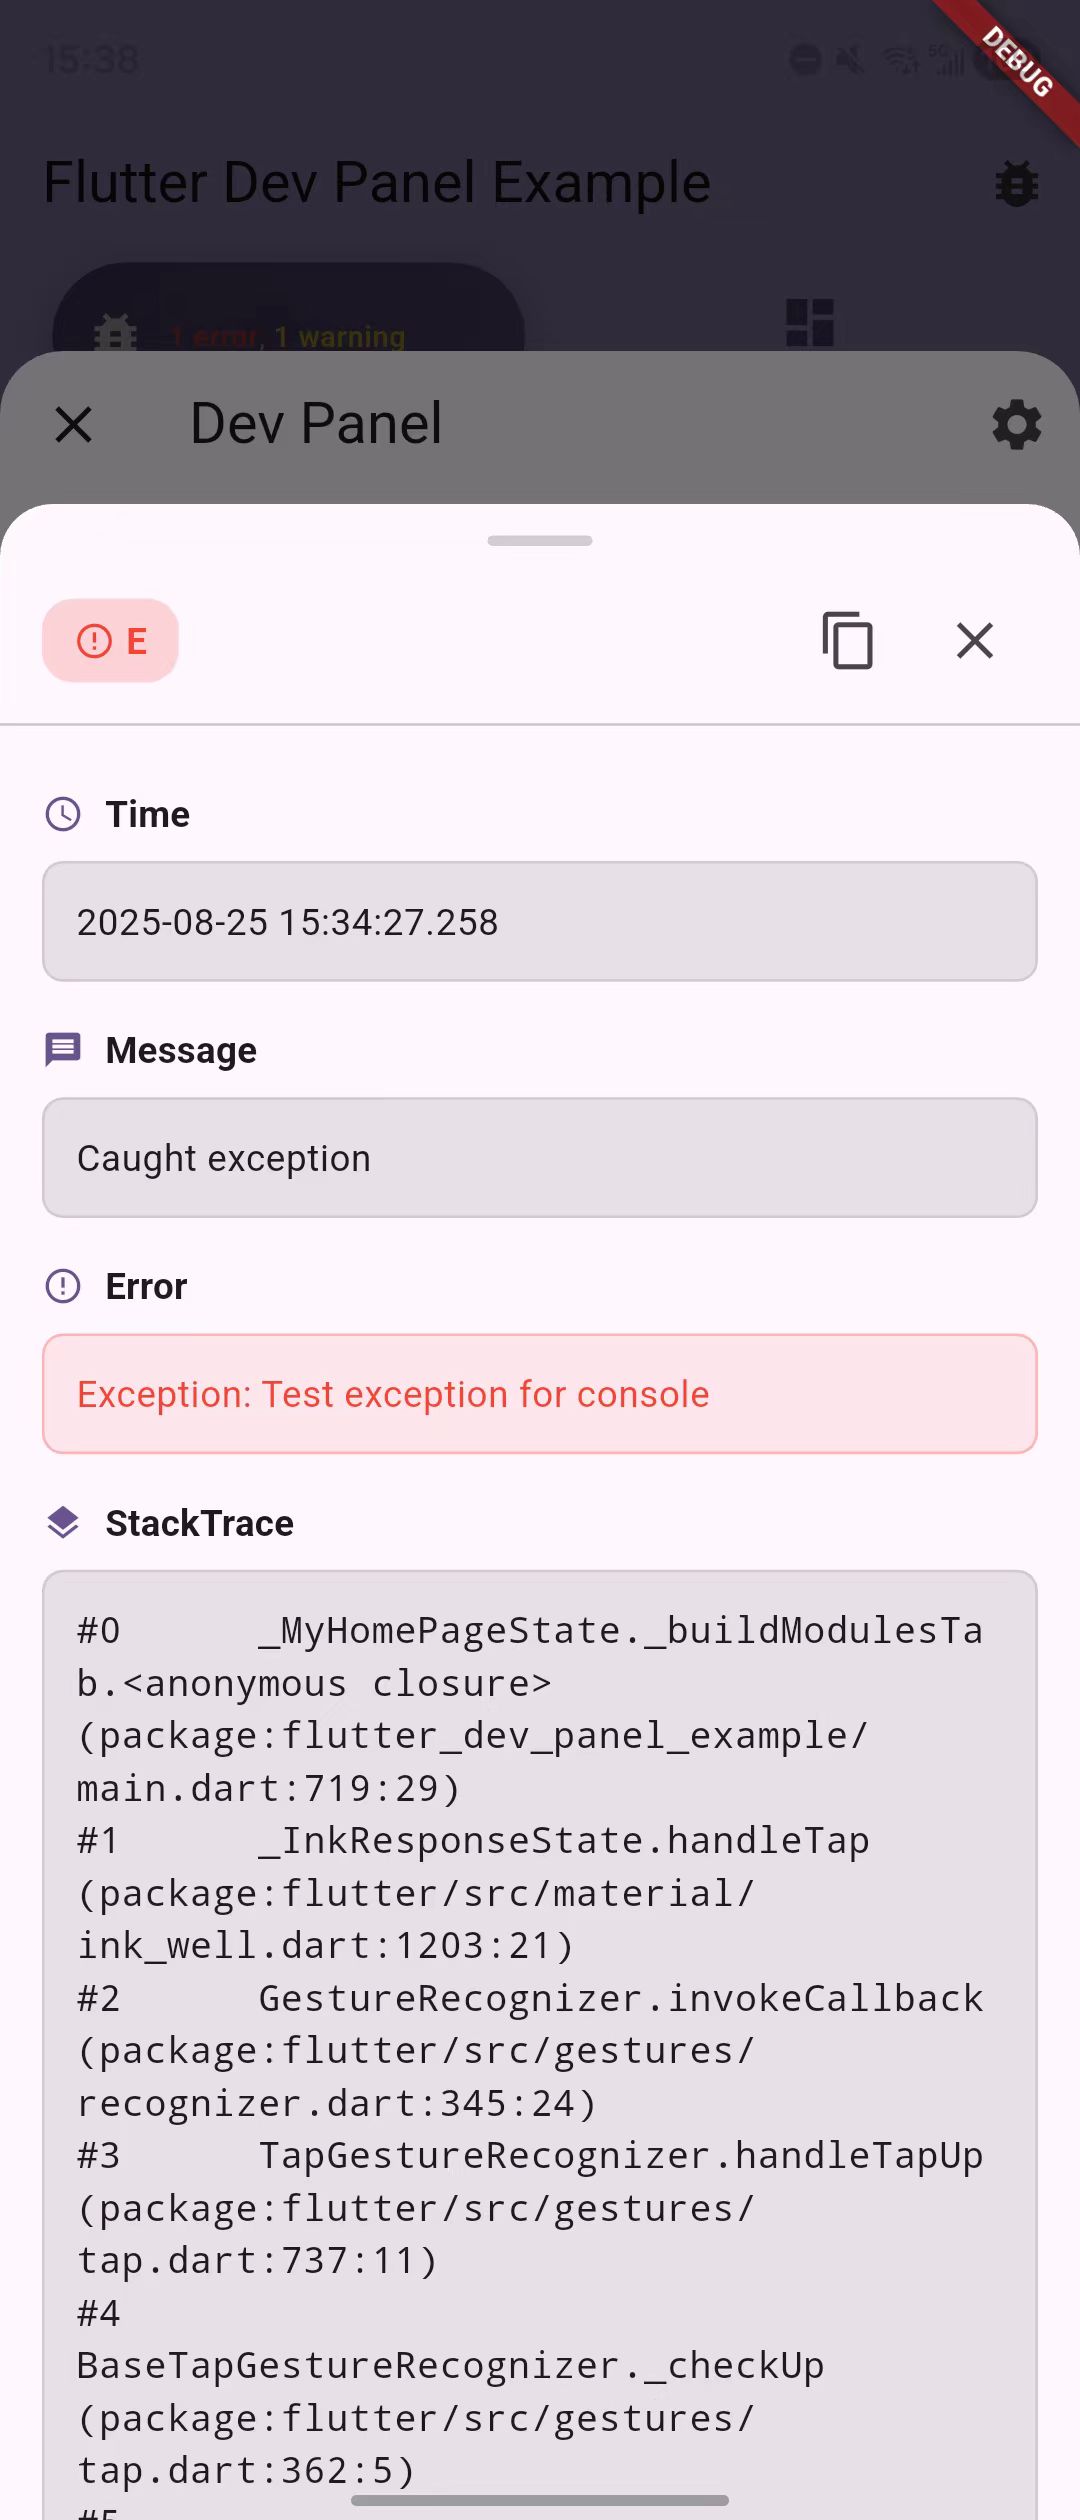 15:38
5G
DEBUG
Flutter Dev Panel Example
1 error, 1 warning
Dev Panel
E
Time
2025-08-25 15:34:27.258
Message
Caught exception
Error
Exception: Test exception for console
StackTrace
#0      _MyHomePageState._buildModulesTa
b.<anonymous closure>
(package:flutter_dev_panel_example/
main.dart:719:29)
#1      _InkResponseState.handleTap
(package:flutter/src/material/
ink_well.dart:1203:21)
#2      GestureRecognizer.invokeCallback
(package:flutter/src/gestures/
recognizer.dart:345:24)
#3      TapGestureRecognizer.handleTapUp
(package:flutter/src/gestures/
tap.dart:737:11)
#4
BaseTapGestureRecognizer._checkUp
(package:flutter/src/gestures/
tap.dart:362:5)
#5